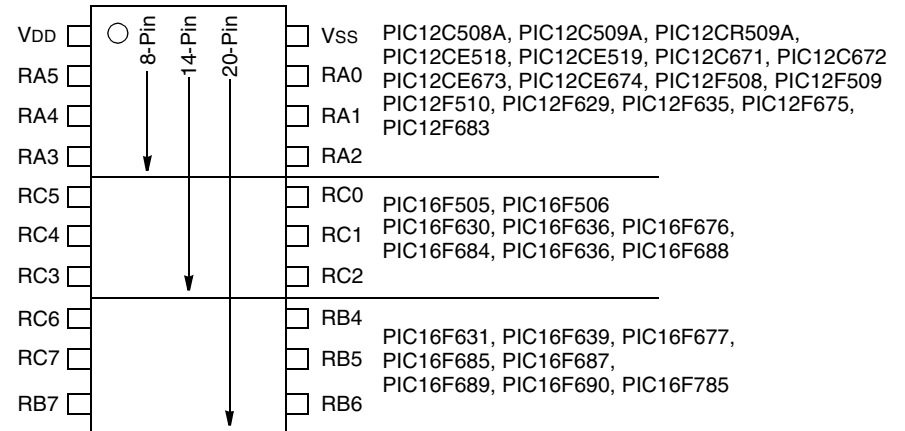 VDD 8-Pin 14-Pin 20-Pin VSS PIC12C508A, PIC12C509A, PIC12CR509A,
PIC12CE518, PIC12CE519, PIC12C671, PIC12C672
RA5 RA0 PIC12CE673, PIC12CE674, PIC12F508, PIC12F509
RA4 RA1 PIC12F510, PIC12F629, PIC12F635, PIC12F675,
PIC12F683
RA3 RA2
RC5 RC0 PIC16F505, PIC16F506
RC4 RC1 PIC16F630, PIC16F636, PIC16F676,
PIC16F684, PIC16F636, PIC16F688
RC3 RC2
RC6 RB4
PIC16F631, PIC16F639, PIC16F677,
RC7 RB5 PIC16F685, PIC16F687,
PIC16F689, PIC16F690, PIC16F785
RB7 RB6